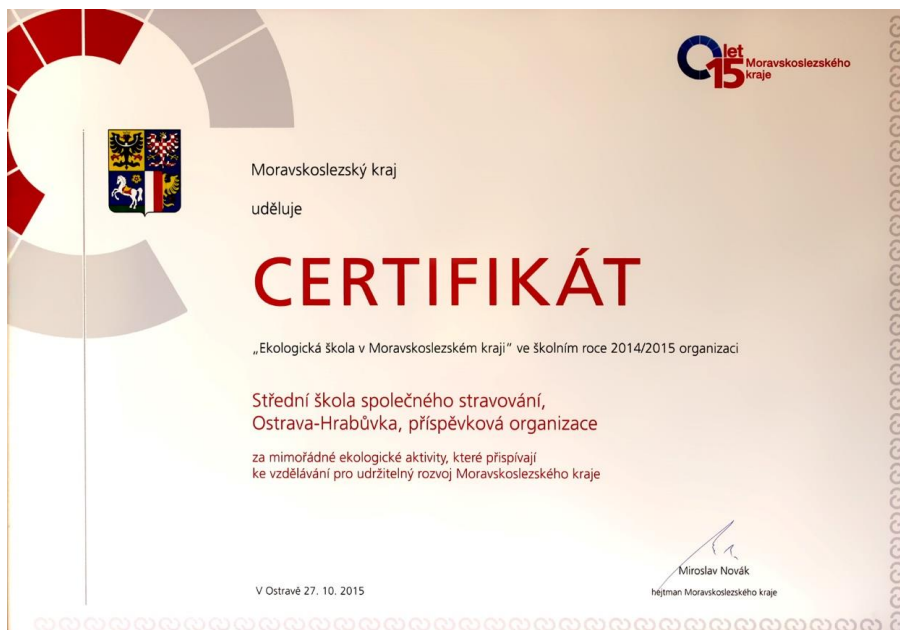 15 let
Moravskoslezského
kraje
Moravskoslezský kraj
uděluje
CERTIFIKÁT
„Ekologická škola v Moravskoslezském kraji“ ve školním roce 2014/2015 organizaci
Střední škola společného stravování,
Ostrava-Hrabůvka, příspěvková organizace
za mimořádné ekologické aktivity, které přispívají
ke vzdělávání pro udržitelný rozvoj Moravskoslezského kraje
Miroslav Novák
V Ostravě 27. 10. 2015
hejtman Moravskoslezského kraje